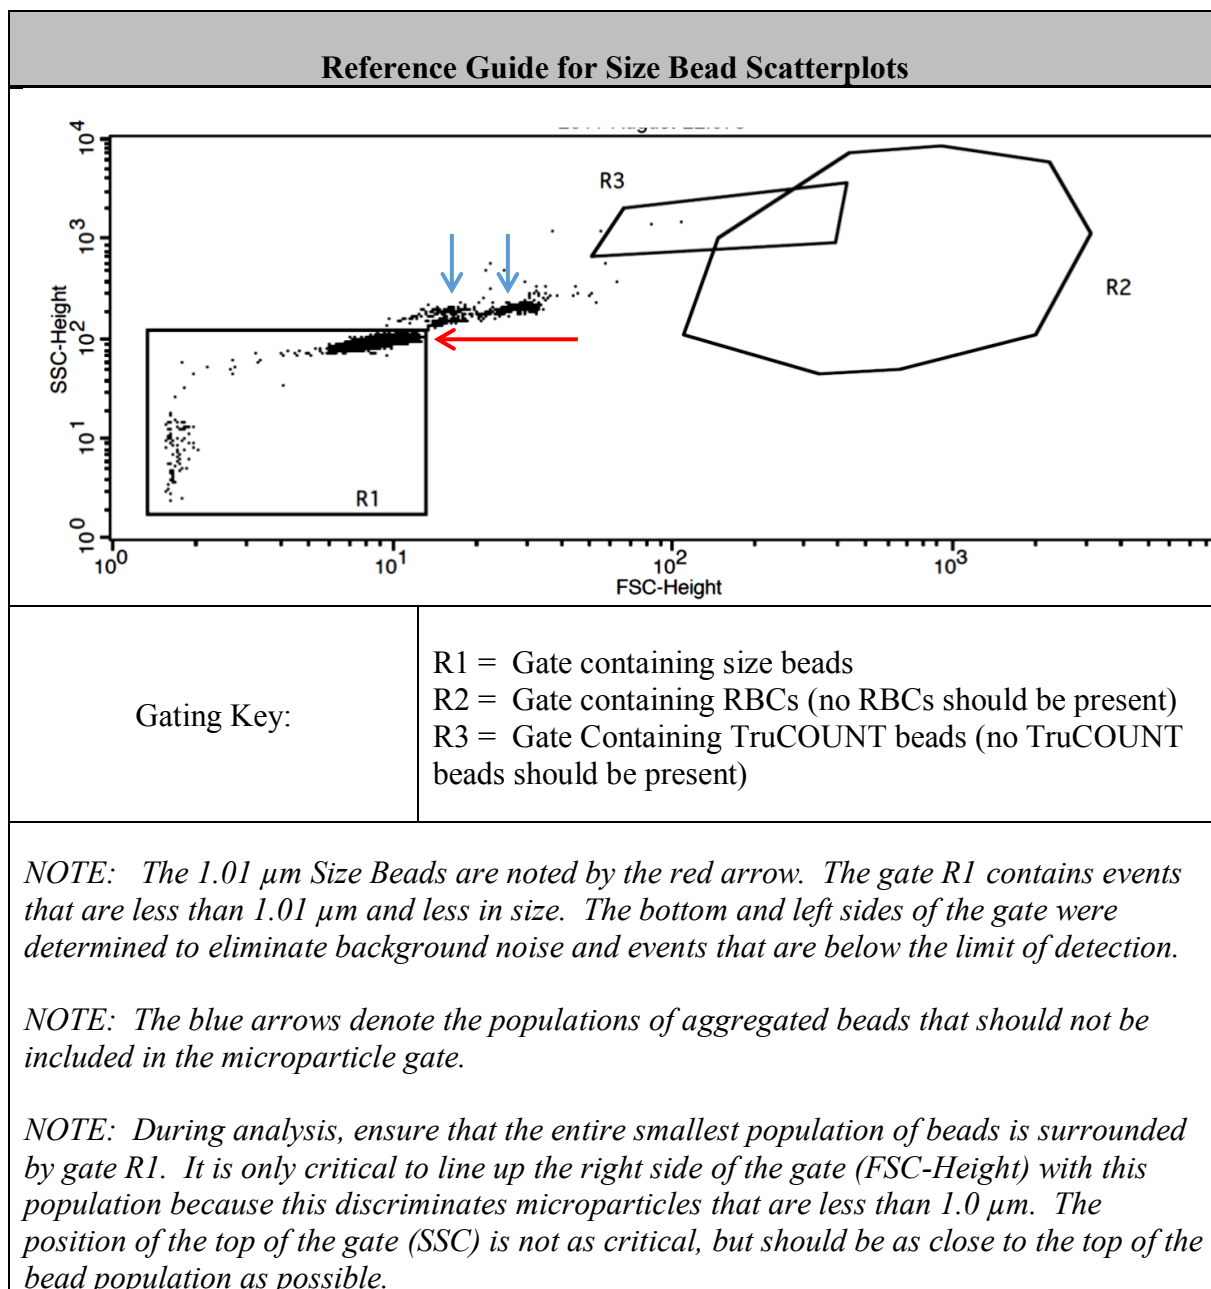 Reference Guide for Size Bead Scatterplots
10⁴
R3
10³
R2
SSC-Height
10²
10¹
R1
10⁰
10⁰
10¹
10²
10³
FSC-Height
Gating Key:
R1 = Gate containing size beads
R2 = Gate containing RBCs (no RBCs should be present)
R3 = Gate Containing TruCOUNT beads (no TruCOUNT
beads should be present)
NOTE: The 1.01 µm Size Beads are noted by the red arrow. The gate R1 contains events
that are less than 1.01 µm and less in size. The bottom and left sides of the gate were
determined to eliminate background noise and events that are below the limit of detection.
NOTE: The blue arrows denote the populations of aggregated beads that should not be
included in the microparticle gate.
NOTE: During analysis, ensure that the entire smallest population of beads is surrounded
by gate R1. It is only critical to line up the right side of the gate (FSC-Height) with this
population because this discriminates microparticles that are less than 1.0 µm. The
position of the top of the gate (SSC) is not as critical, but should be as close to the top of the
bead population as possible.